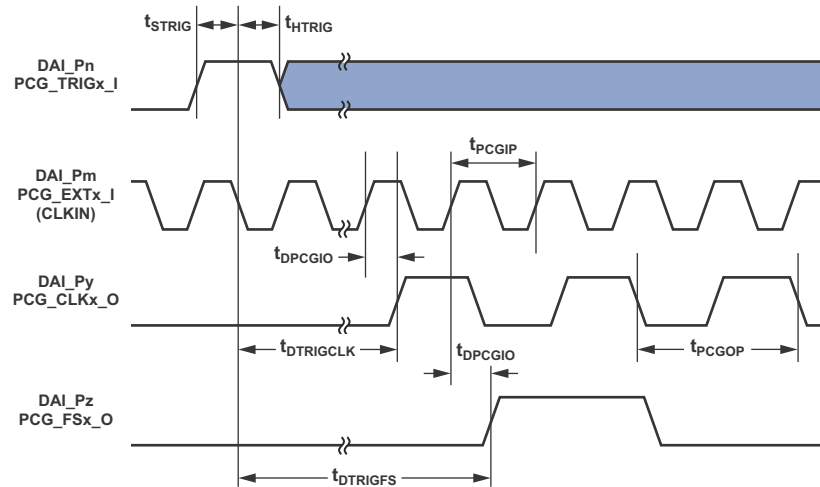 tSTRIG
tHTRIG
DAI_Pn
PCG_TRIGx_I
DAI_Pm
PCG_EXTx_I
(CLKIN)
tPCGIP
tDPCGIO
DAI_Py
PCG_CLKx_O
tDTRIGCLK
tDPCGIO
tPCGOP
DAI_Pz
PCG_FSx_O
tDTRIGFS